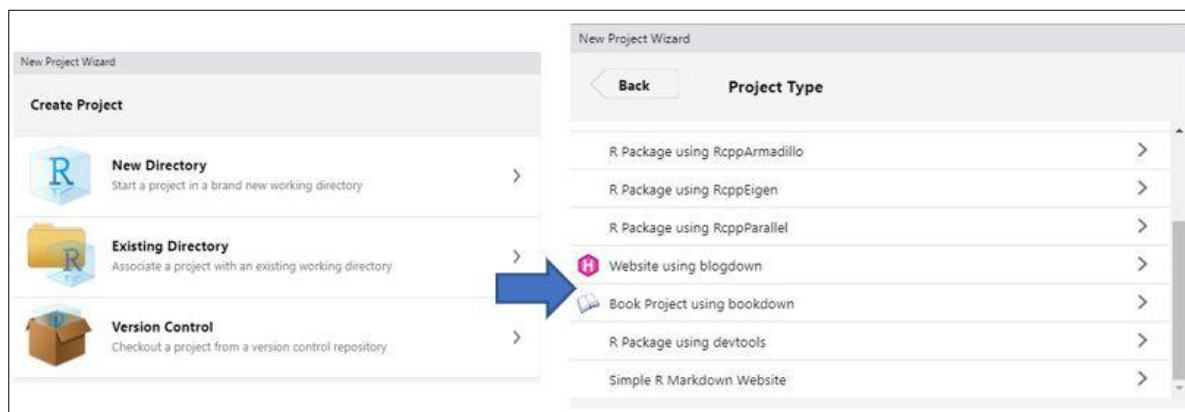 New Project Wizard
Create Project
New Directory
Start a project in a brand new working directory
Existing Directory
Associate a project with an existing working directory
Version Control
Checkout a project from a version control repository
New Project Wizard
Back
Project Type
R Package using RcppArmadillo
R Package using RcppEigen
R Package using RcppParallel
Website using blogdown
Book Project using bookdown
R Package using devtools
Simple R Markdown Website